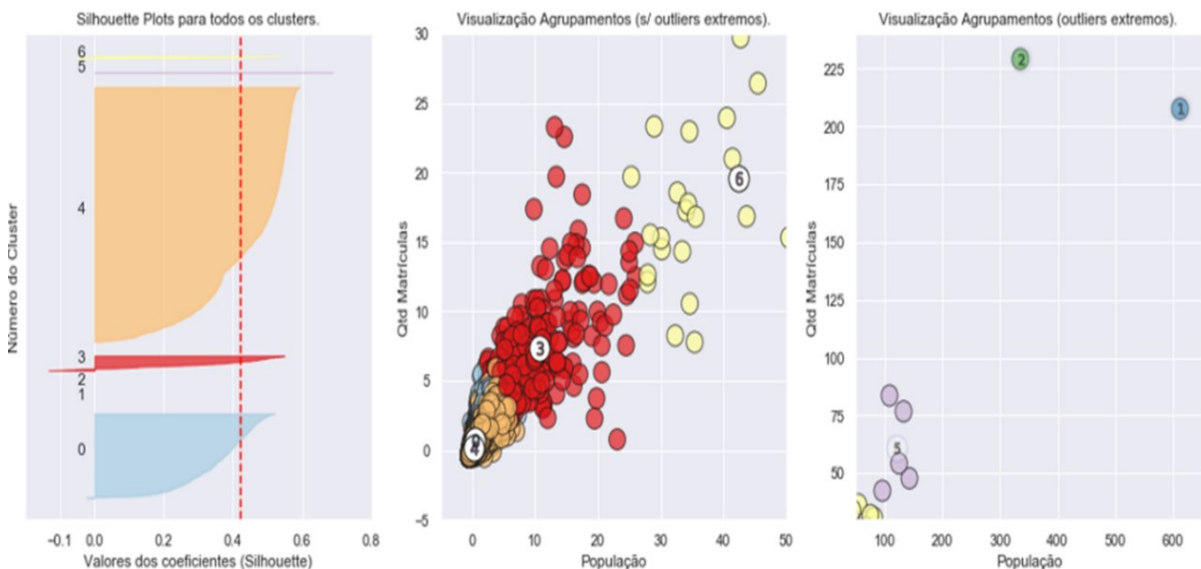 Silhouette Plots para todos os clusters.
Número do Cluster
6
5
4
3
2
1
0
−0.1 0.0 0.2 0.4 0.6 0.8
Valores dos coeficientes (Silhouette)
Visualização Agrupamentos (s/ outliers extremos).
Qtd Matrículas
30
25
20
15
10
5
0
−5
6
3
4
0 10 20 30 40 50
População
Visualização Agrupamentos (outliers extremos).
Qtd Matrículas
225
200
175
150
125
100
75
50
2
1
5
100 200 300 400 500 600
População